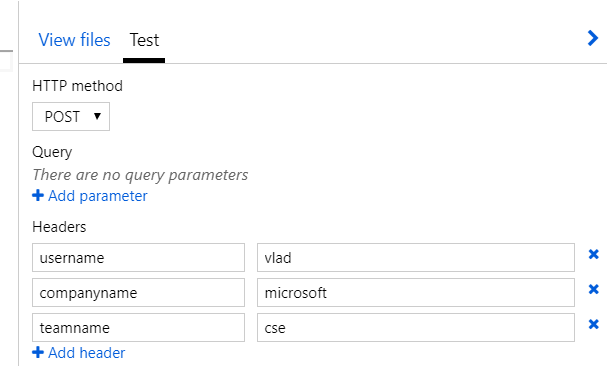 View files Test
HTTP method
POST
Query
There are no query parameters
Add parameter
Headers
username vlad
companyname microsoft
teamname cse
Add header